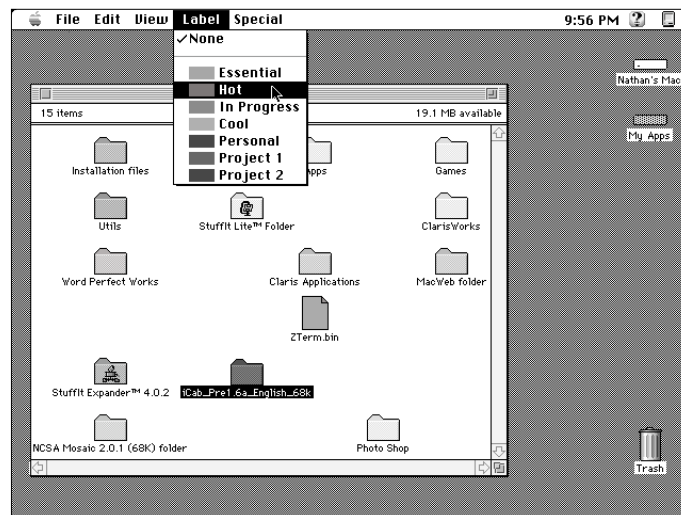 File Edit View Label Special 9:56 PM
✓None
Essential
Hot
In Progress
Cool
Personal
Project 1
Project 2
Nathan's Mac
My Apps
15 items 19.1 MB available
Installation files
pps
Games
Utils
StuffIt Lite™ Folder
ClarisWorks
Word Perfect Works
Claris Applications
MacWeb folder
ZTerm.bin
StuffIt Expander™ 4.0.2
iCab_Pre1.6a_English_68k
NCSA Mosaic 2.0.1 (68K) folder
Photo Shop
Trash